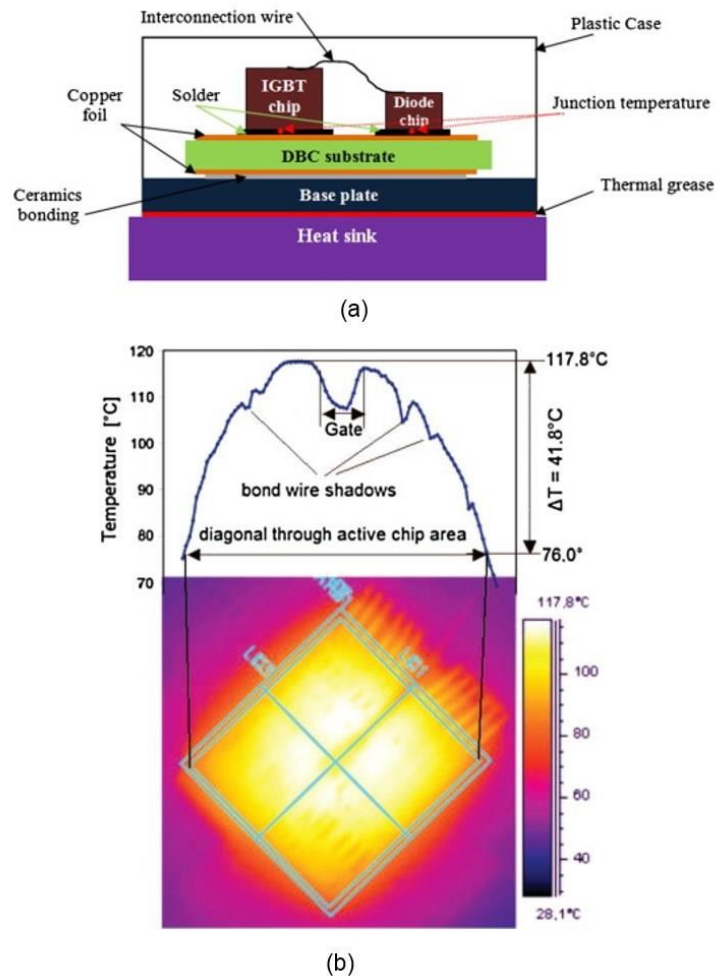 Interconnection wire
Plastic Case
IGBT
chip
Solder
Copper
foil
Diode
chip
Junction temperature
DBC substrate
Ceramics
bonding
Base plate
Thermal grease
Heat sink
(a)
120
110
100
90
80
70
Temperature [°C]
117.8°C
Gate
bond wire shadows
ΔT = 41.8°C
diagonal through active chip area
76.0°
117,8°C
100
80
60
40
28,1°C
(b)